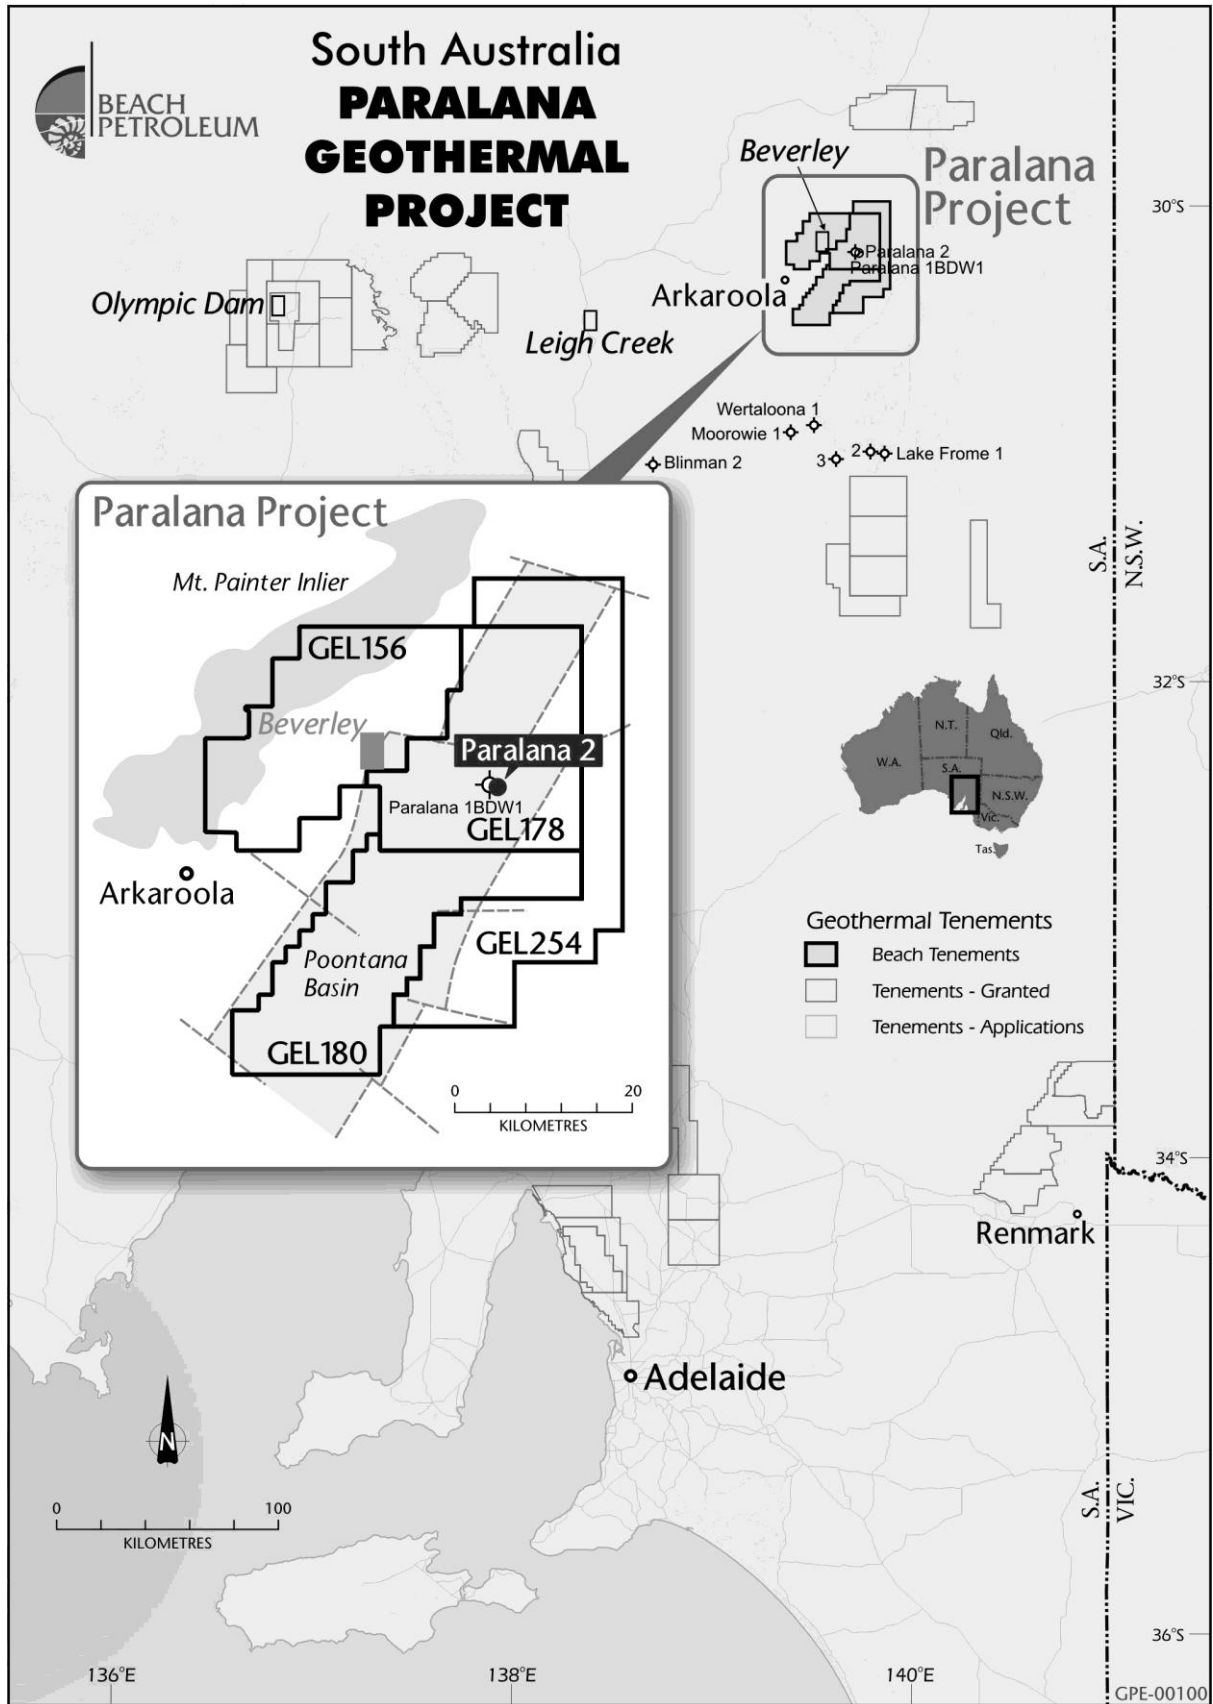 South Australia
PARALANA
GEOTHERMAL
PROJECT
BEACH
PETROLEUM
Beverley
Paralana
Project
30°S
Paralana 2
Paralana 1BDW1
Arkaroola
Olympic Dam
Leigh Creek
Wertaloona 1
Moorowie 1
Blinman 2
3
2
Lake Frome 1
S.A.
N.S.W.
Paralana Project
Mt. Painter Inlier
GEL156
Beverley
Paralana 2
Paralana 1BDW1
GEL178
Arkaroola
Poontana
Basin
GEL254
GEL180
0
20
KILOMETRES
32°S
N.T.
Qld.
W.A.
S.A.
N.S.W.
Vic.
Tas.
Geothermal Tenements
Beach Tenements
Tenements - Granted
Tenements - Applications
34°S
Renmark
Adelaide
N
0
100
KILOMETRES
S.A.
VIC.
36°S
136°E
138°E
140°E
GPE-00100